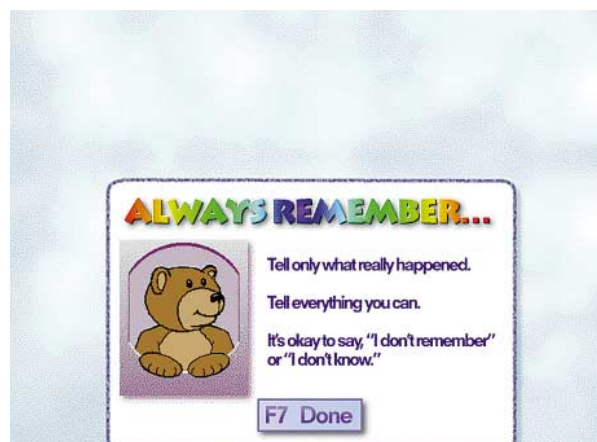 ALWAYS REMEMBER...
Tell only what really happened.
Tell everything you can.
It's okay to say, "I don't remember"
or "I don't know."
F7 Done